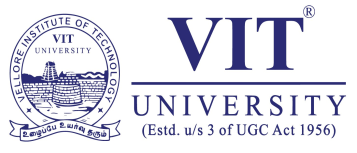 VELLORE INSTITUTE OF TECHNOLOGY
VIT
UNIVERSITY
உழைப்பே உயர்வு தரும்
VIT®
UNIVERSITY
(Estd. u/s 3 of UGC Act 1956)